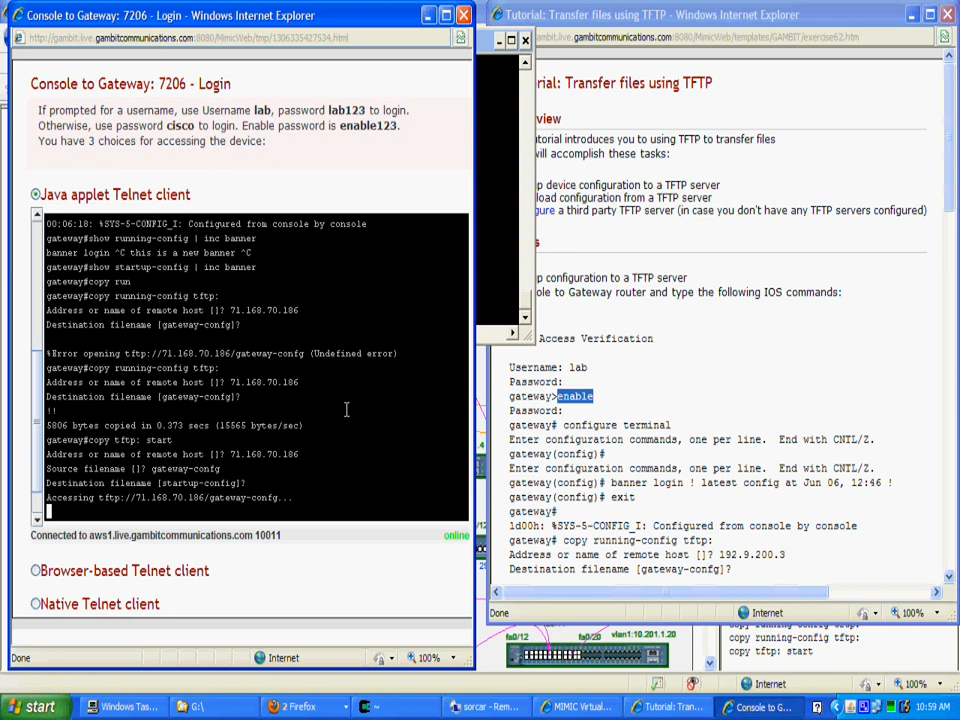 Console to Gateway: 7206 - Login - Windows Internet Explorer
http://gambit.live.gambitcommunications.com:8080/MimicWeb/tmp/1306335427534.html
Console to Gateway: 7206 - Login
If prompted for a username, use Username lab, password lab123 to login.
Otherwise, use password cisco to login. Enable password is enable123.
You have 3 choices for accessing the device:
Java applet Telnet client
00:06:18: %SYS-5-CONFIG_I: Configured from console by console
gateway#show running-config | inc banner
banner login ^C this is a new banner ^C
gateway#show startup-config | inc banner
gateway#copy run
gateway#copy running-config tftp:
Address or name of remote host []? 71.168.70.186
Destination filename [gateway-confg]?
%Error opening tftp://71.168.70.186/gateway-confg (Undefined error)
gateway#copy running-config tftp:
Address or name of remote host []? 71.168.70.186
Destination filename [gateway-confg]?
!!
5806 bytes copied in 0.373 secs (15565 bytes/sec)
gateway#copy tftp: start
Address or name of remote host []? 71.168.70.186
Source filename []? gateway-confg
Destination filename [startup-config]?
Accessing tftp://71.168.70.186/gateway-confg...
Connected to aws1.live.gambitcommunications.com 10011
online
Browser-based Telnet client
Native Telnet client
Done
Internet
100%
Tutorial: Transfer files using TFTP - Windows Internet Explorer
gambit.live.gambitcommunications.com:8080/MimicWeb/templates/GAMBIT/exercise62.htm
rial: Transfer files using TFTP
view
utorial introduces you to using TFTP to transfer files
will accomplish these tasks:
p device configuration to a TFTP server
load configuration from a TFTP server
gure a third party TFTP server (in case you don't have any TFTP servers configured)
s
p configuration to a TFTP server
ole to Gateway router and type the following IOS commands:
Access Verification
Username: lab
Password:
gateway>enable
Password:
gateway# configure terminal
Enter configuration commands, one per line. End with CNTL/Z.
gateway(config)#
Enter configuration commands, one per line. End with CNTL/Z.
gateway(config)# banner login ! latest config at Jun 06, 12:46 !
gateway(config)# exit
gateway#
1d00h: %SYS-5-CONFIG_I: Configured from console by console
gateway# copy running-config tftp:
Address or name of remote host []? 192.9.200.3
Destination filename [gateway-confg]?
Done
Internet
100%
fa0/12
fa0/20
vlan1:10.201.1.20
copy running-config tftp:
copy tftp: start
Internet
100%
start
Windows Tas...
G:\
2 Firefox
~
sorcar - Rem...
MIMIC Virtual...
Tutorial: Tran...
Console to G...
10:59 AM